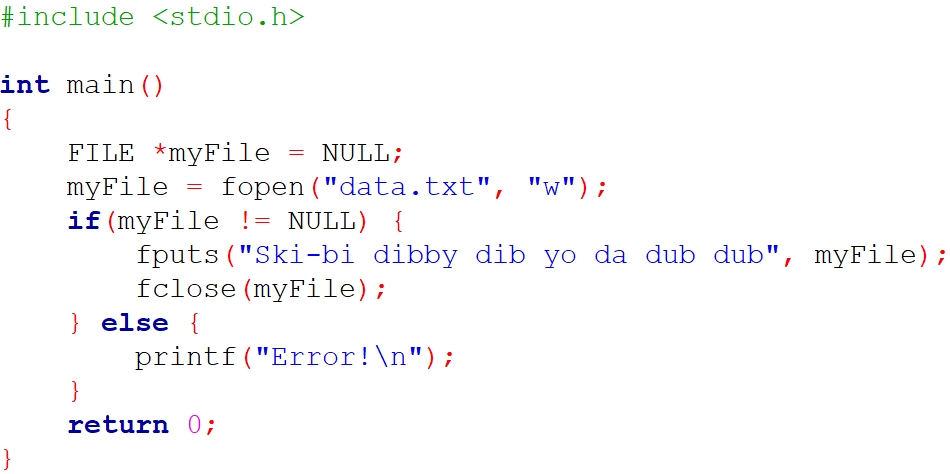 #include <stdio.h>

int main()
{
    FILE *myFile = NULL;
    myFile = fopen("data.txt", "w");
    if(myFile != NULL) {
        fputs("Ski-bi dibby dib yo da dub dub", myFile);
        fclose(myFile);
    } else {
        printf("Error!\n");
    }
    return 0;
}